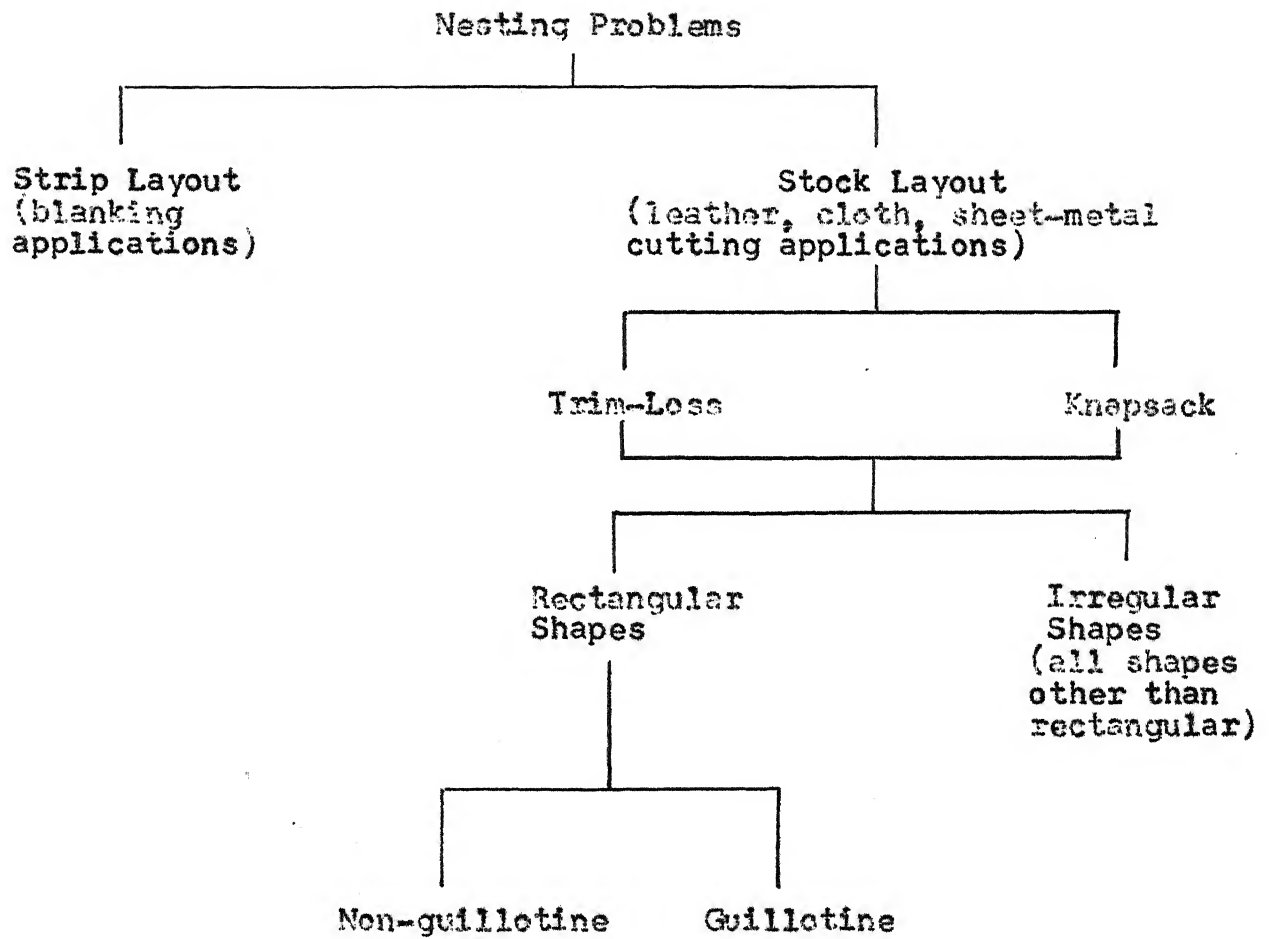 Nesting Problems
Strip Layout
(blanking
applications)
Stock Layout
(leather, cloth, sheet-metal
cutting applications)
Trim-Loss
Knapsack
Rectangular
Shapes
Irregular
Shapes
(all shapes
other than
rectangular)
Non-guillotine
Guillotine